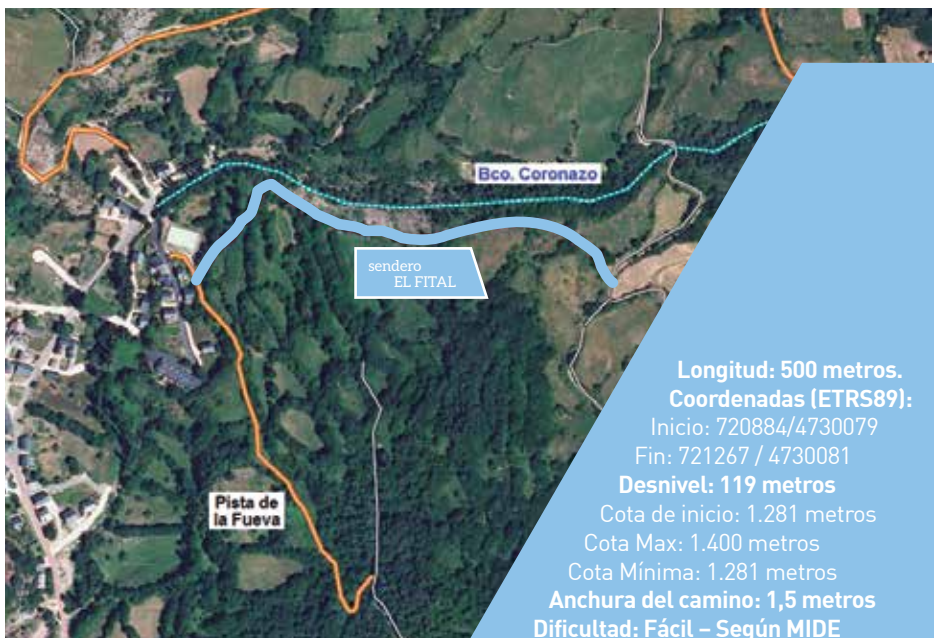 Bco. Coronazo
sendero
EL FITAL
Pista de
la Fueva
Longitud: 500 metros.
Coordenadas (ETRS89):
Inicio: 720884/4730079
Fin: 721267 / 4730081
Desnivel: 119 metros
Cota de inicio: 1.281 metros
Cota Max: 1.400 metros
Cota Mínima: 1.281 metros
Anchura del camino: 1,5 metros
Dificultad: Fácil – Según MIDE